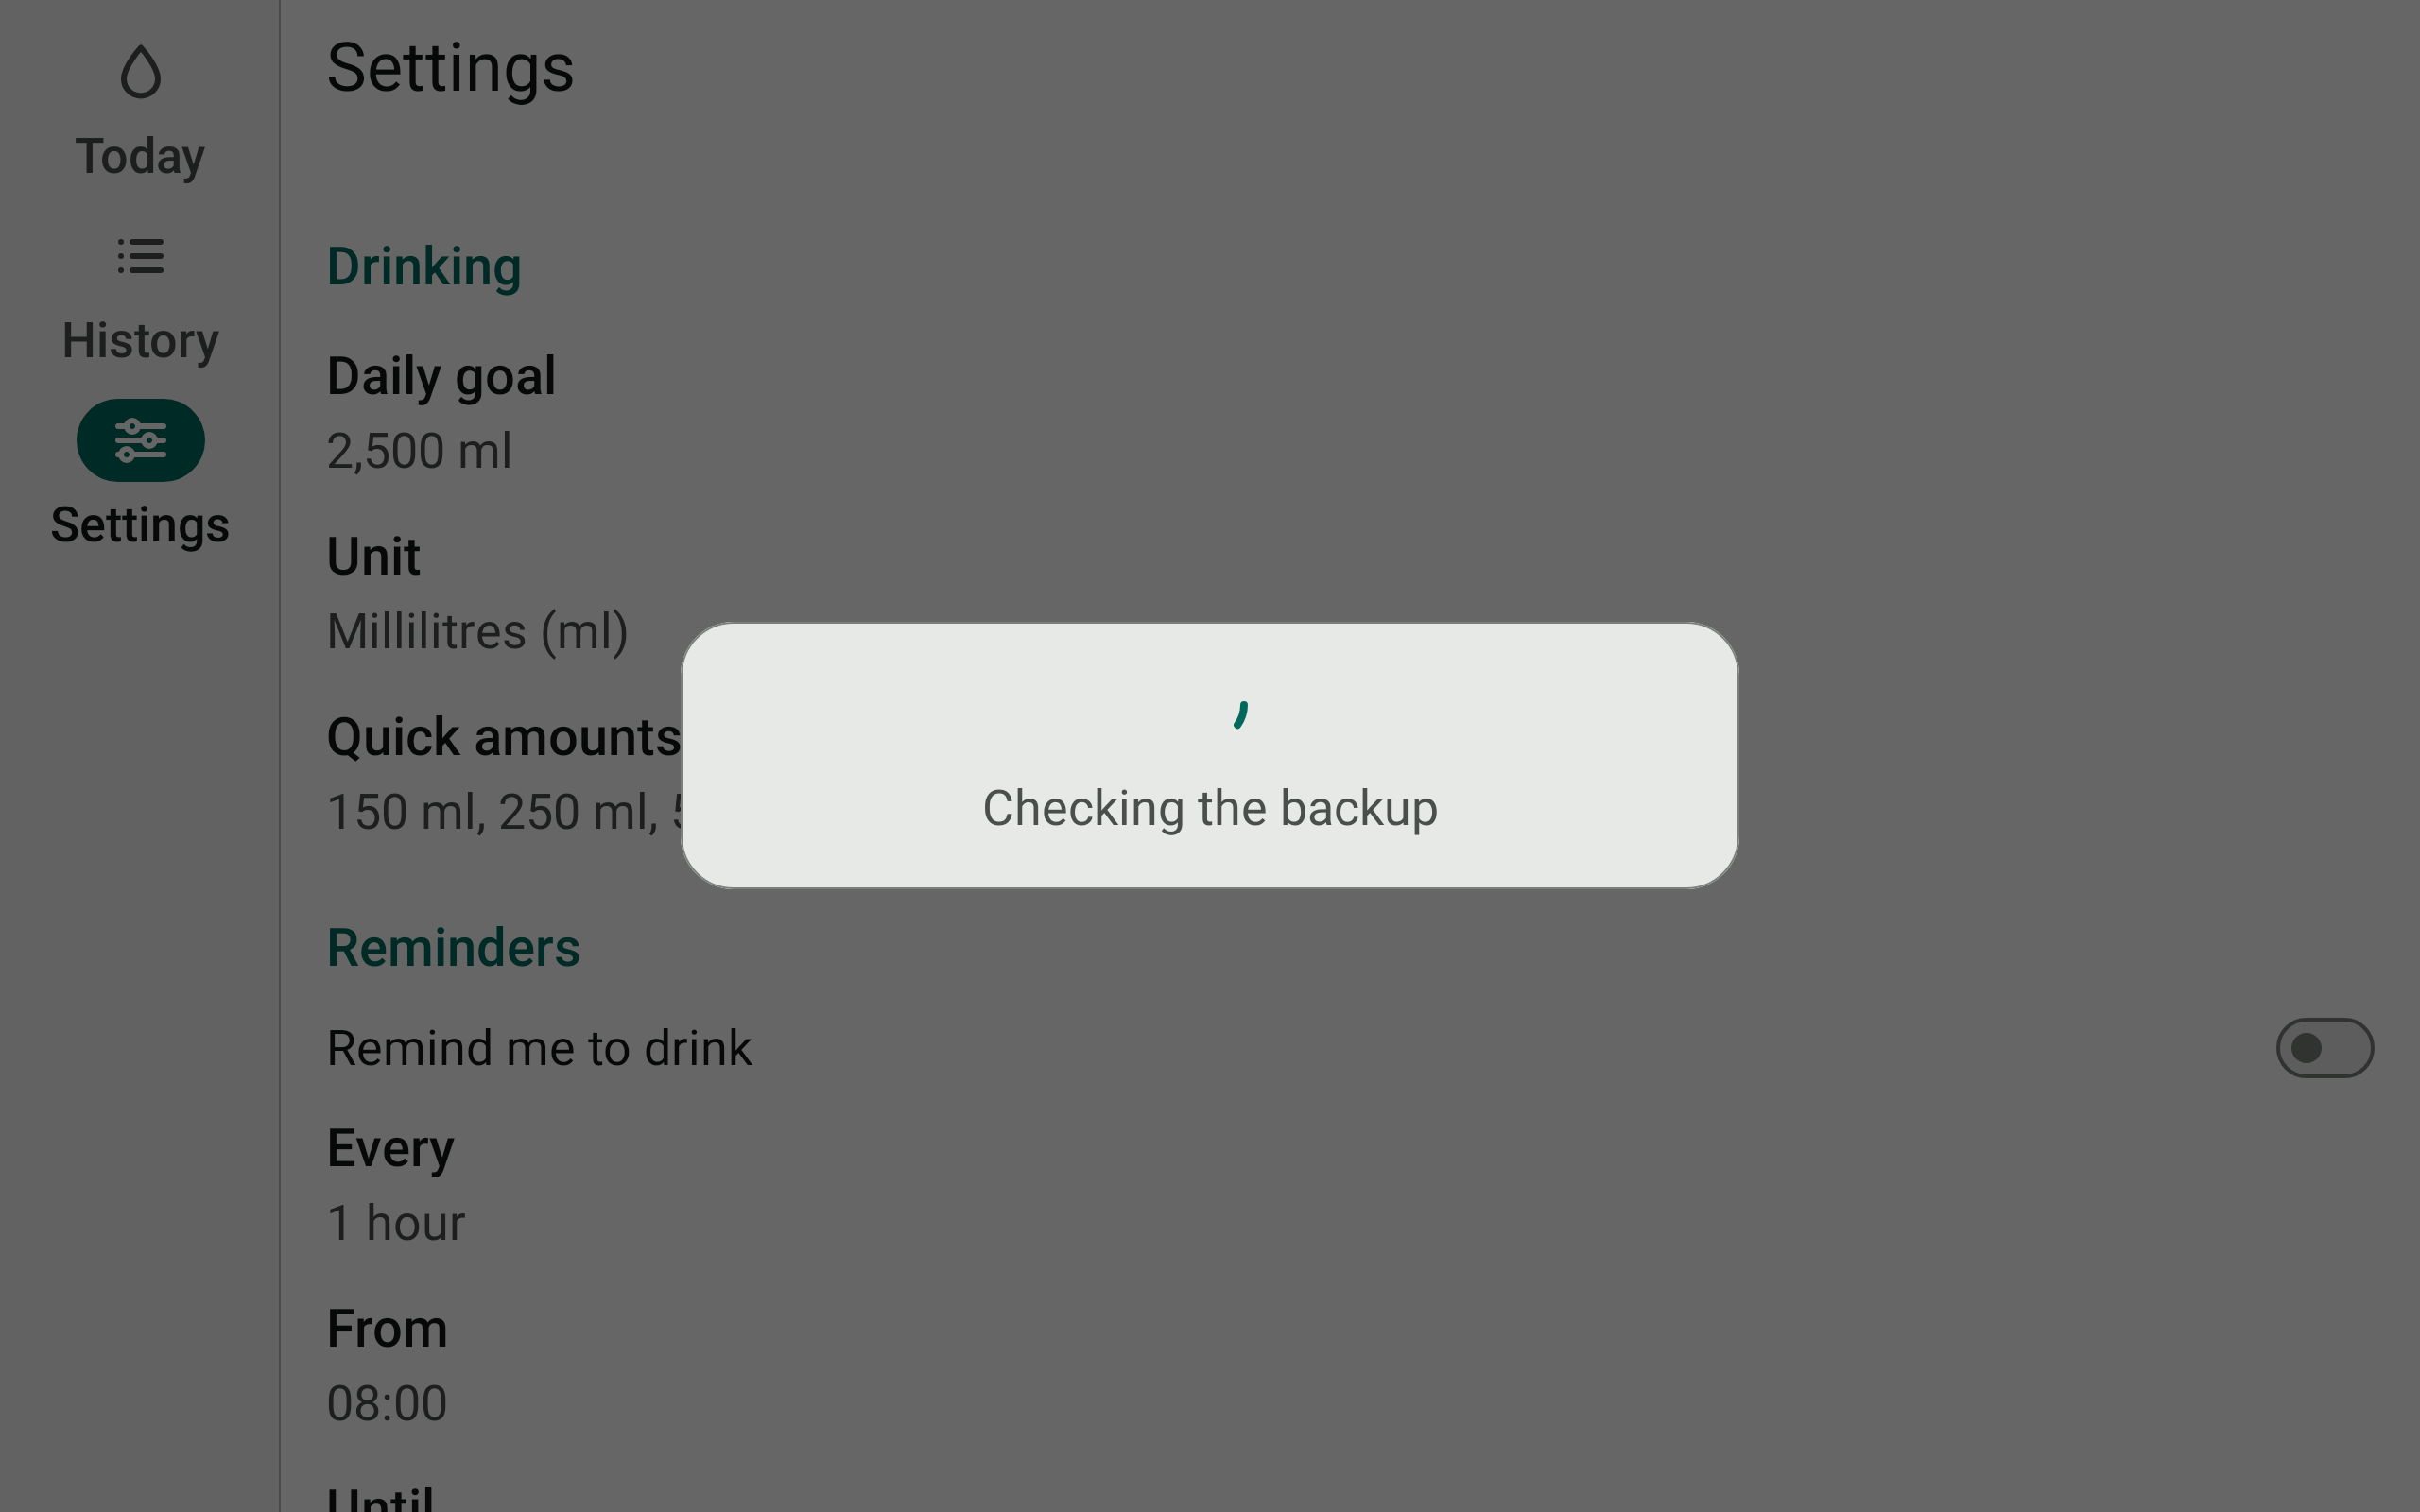 Today
History
Settings
Settings
Drinking
Daily goal
2,500 ml
Unit
Millilitres (ml)
Quick amounts
150 ml, 250 ml,
Checking the backup
Reminders
Remind me to drink
Every
1 hour
From
08:00
Until